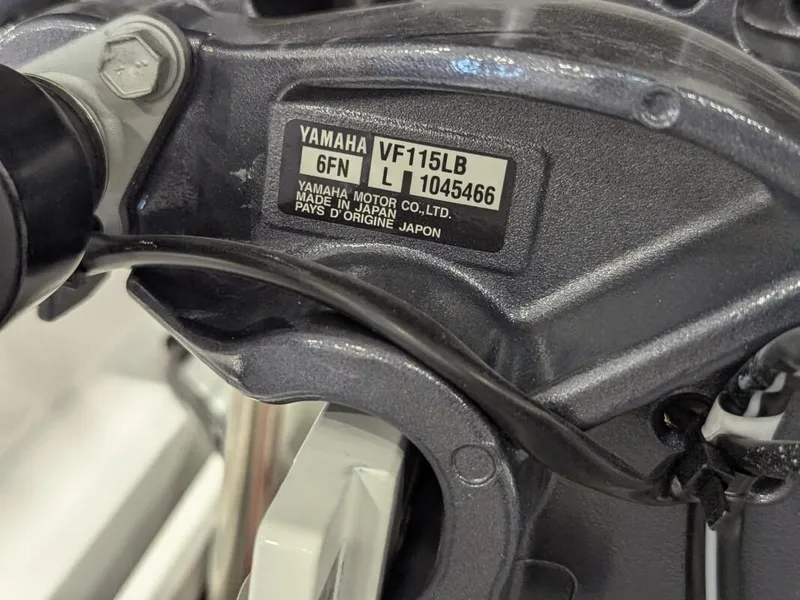 YAMAHA VF115LB
6FN L 1045466
YAMAHA MOTOR CO.,LTD.
MADE IN JAPAN
PAYS D'ORIGINE JAPON